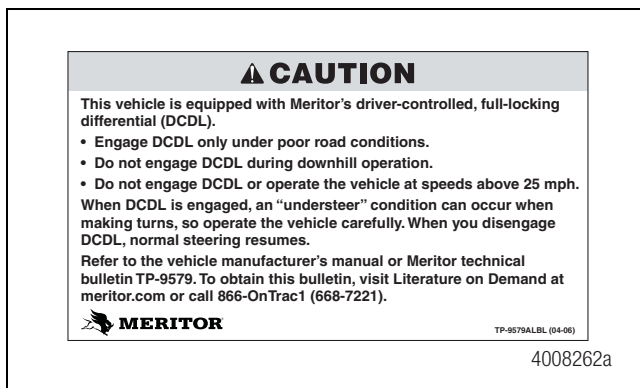 CAUTION
This vehicle is equipped with Meritor's driver-controlled, full-locking
differential (DCDL).
• Engage DCDL only under poor road conditions.
• Do not engage DCDL during downhill operation.
• Do not engage DCDL or operate the vehicle at speeds above 25 mph.
When DCDL is engaged, an “understeer” condition can occur when
making turns, so operate the vehicle carefully. When you disengage
DCDL, normal steering resumes.
Refer to the vehicle manufacturer's manual or Meritor technical
bulletin TP-9579. To obtain this bulletin, visit Literature on Demand at
meritor.com or call 866-OnTrac1 (668-7221).
MERITOR
TP-9579ALBL (04-06)
4008262a